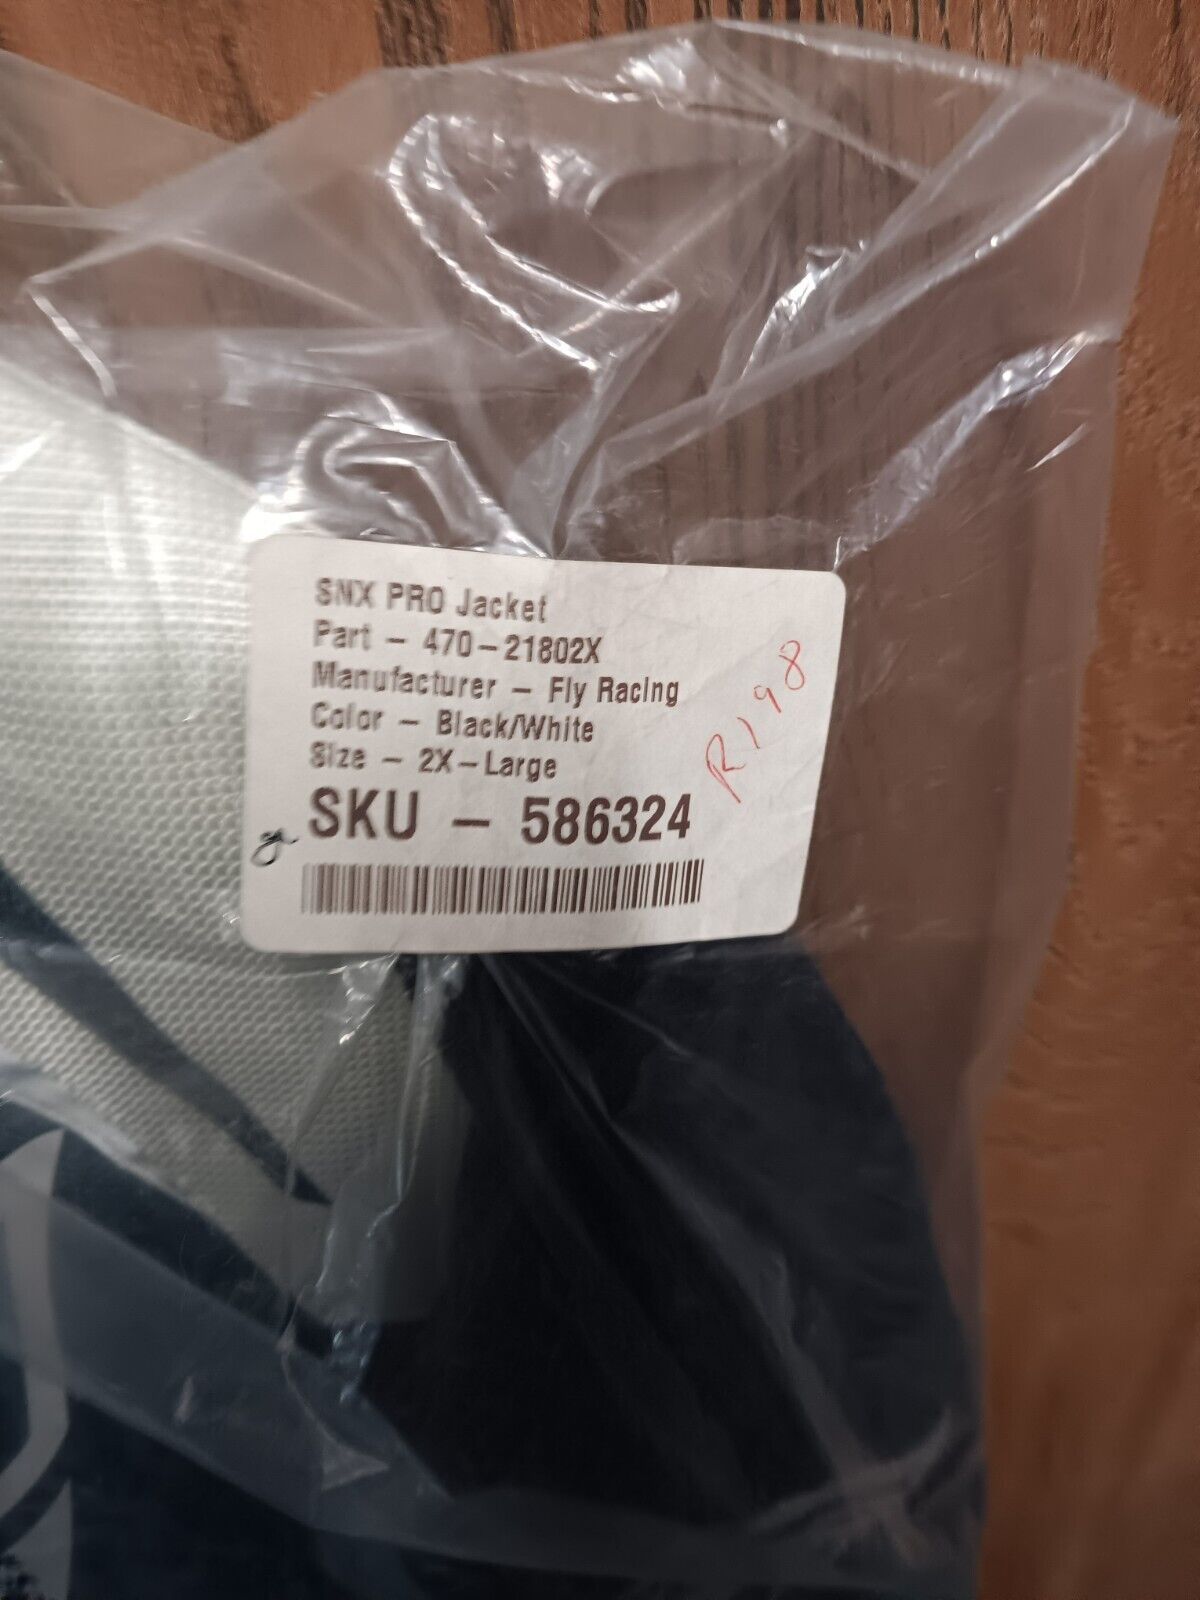 SNX PRO Jacket
Part - 470-21802X
Manufacturer - Fly Racing
Color - Black/White
Size - 2X-Large
SKU - 586324
R198